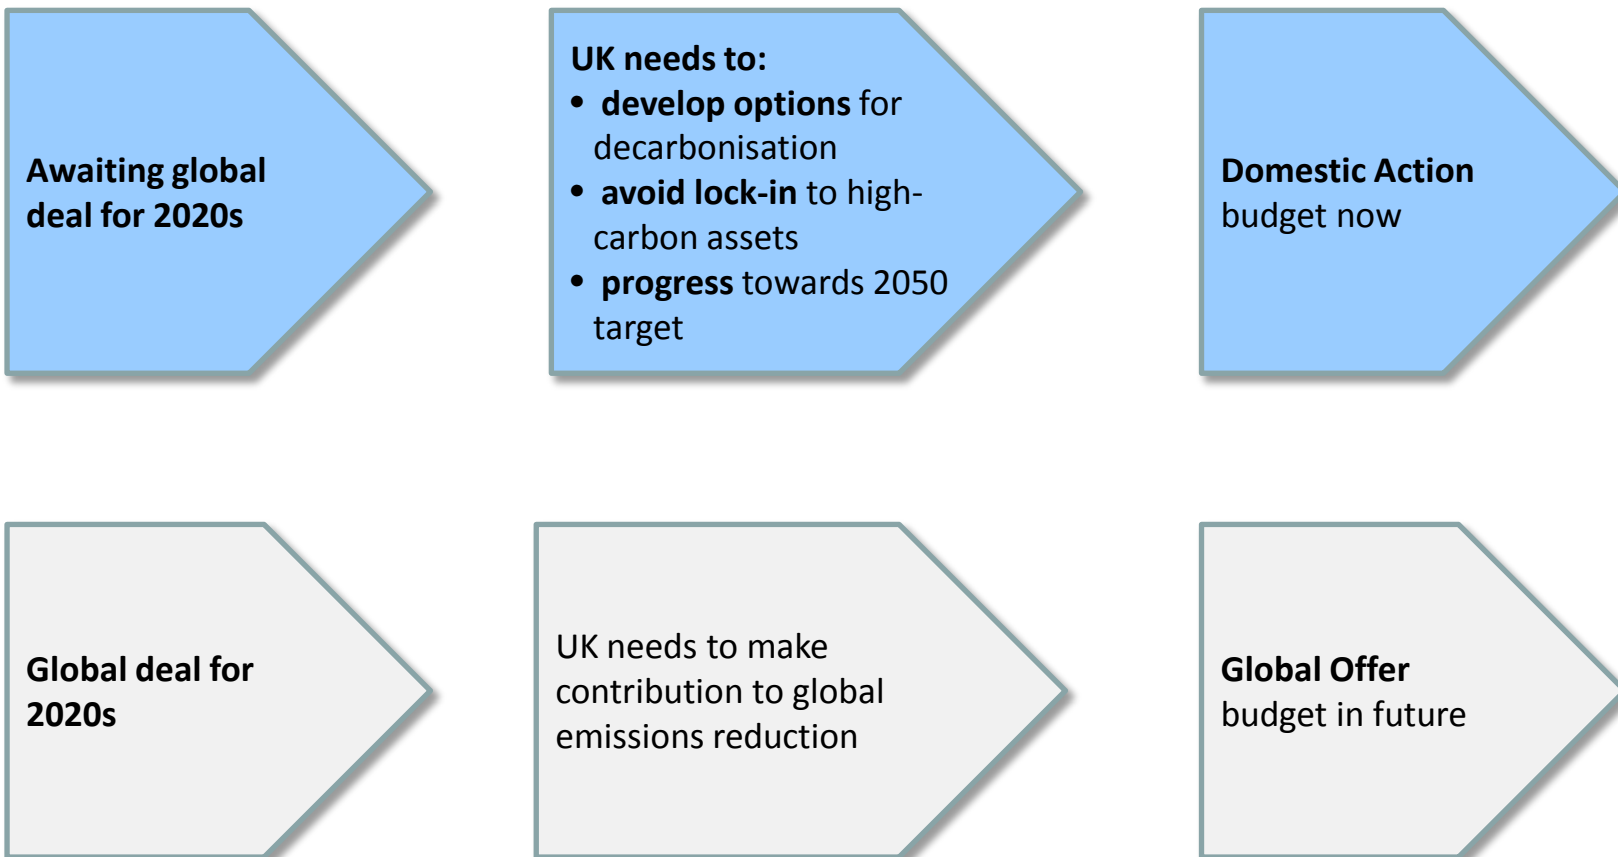 Awaiting global
deal for 2020s
UK needs to:
• develop options for
decarbonisation
• avoid lock-in to high-
carbon assets
• progress towards 2050
target
Domestic Action
budget now
Global deal for
2020s
UK needs to make
contribution to global
emissions reduction
Global Offer
budget in future